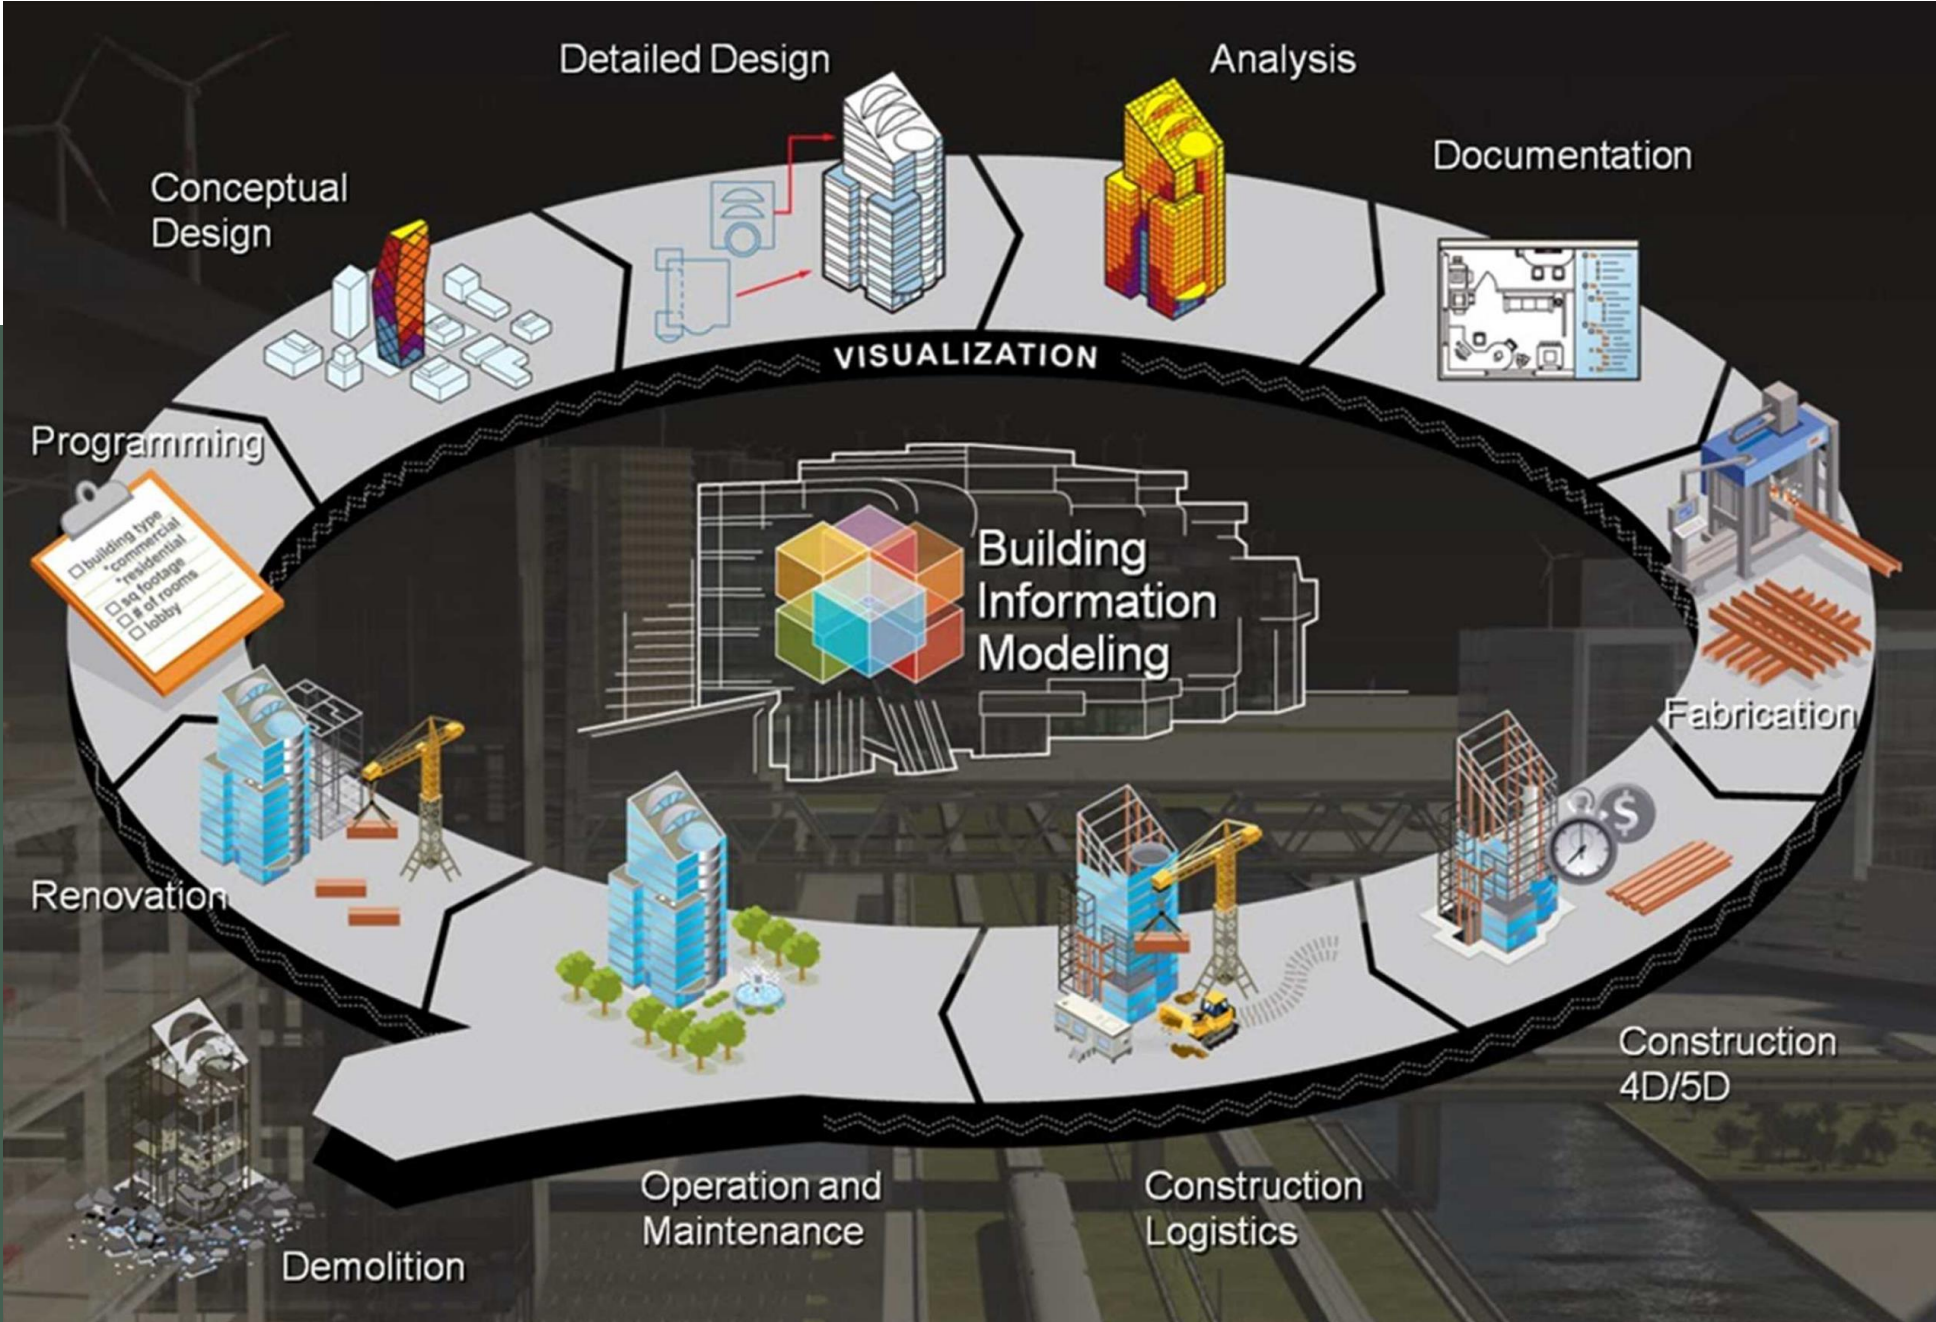 Detailed Design
Analysis
Documentation
Conceptual
Design
VISUALIZATION
Programming
☐ building type
*commercial
*residential
☐ sq footage
☐ # of rooms
☐ lobby
Building
Information
Modeling
Fabrication
$
Renovation
Construction
4D/5D
Operation and
Maintenance
Construction
Logistics
Demolition